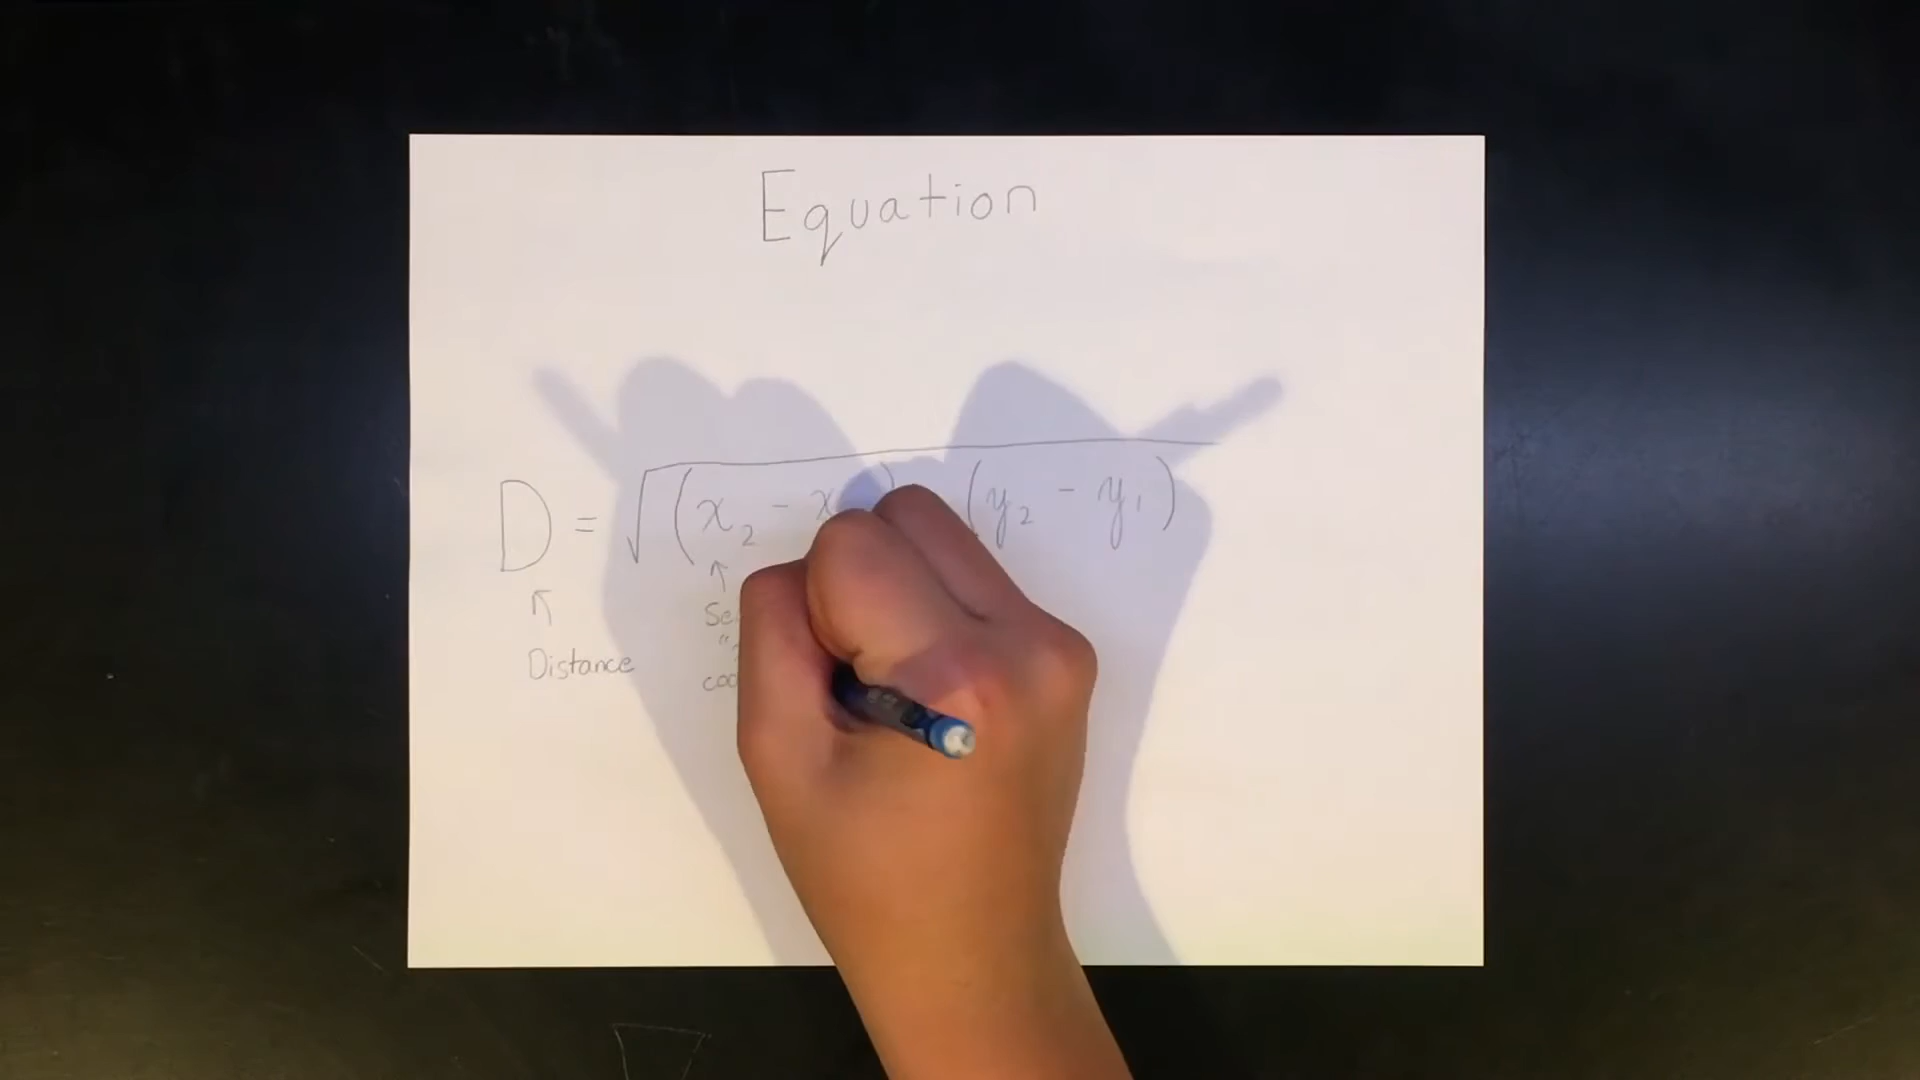 Equation
D = √(x₂ - x ) (y₂ - y₁)
Distance